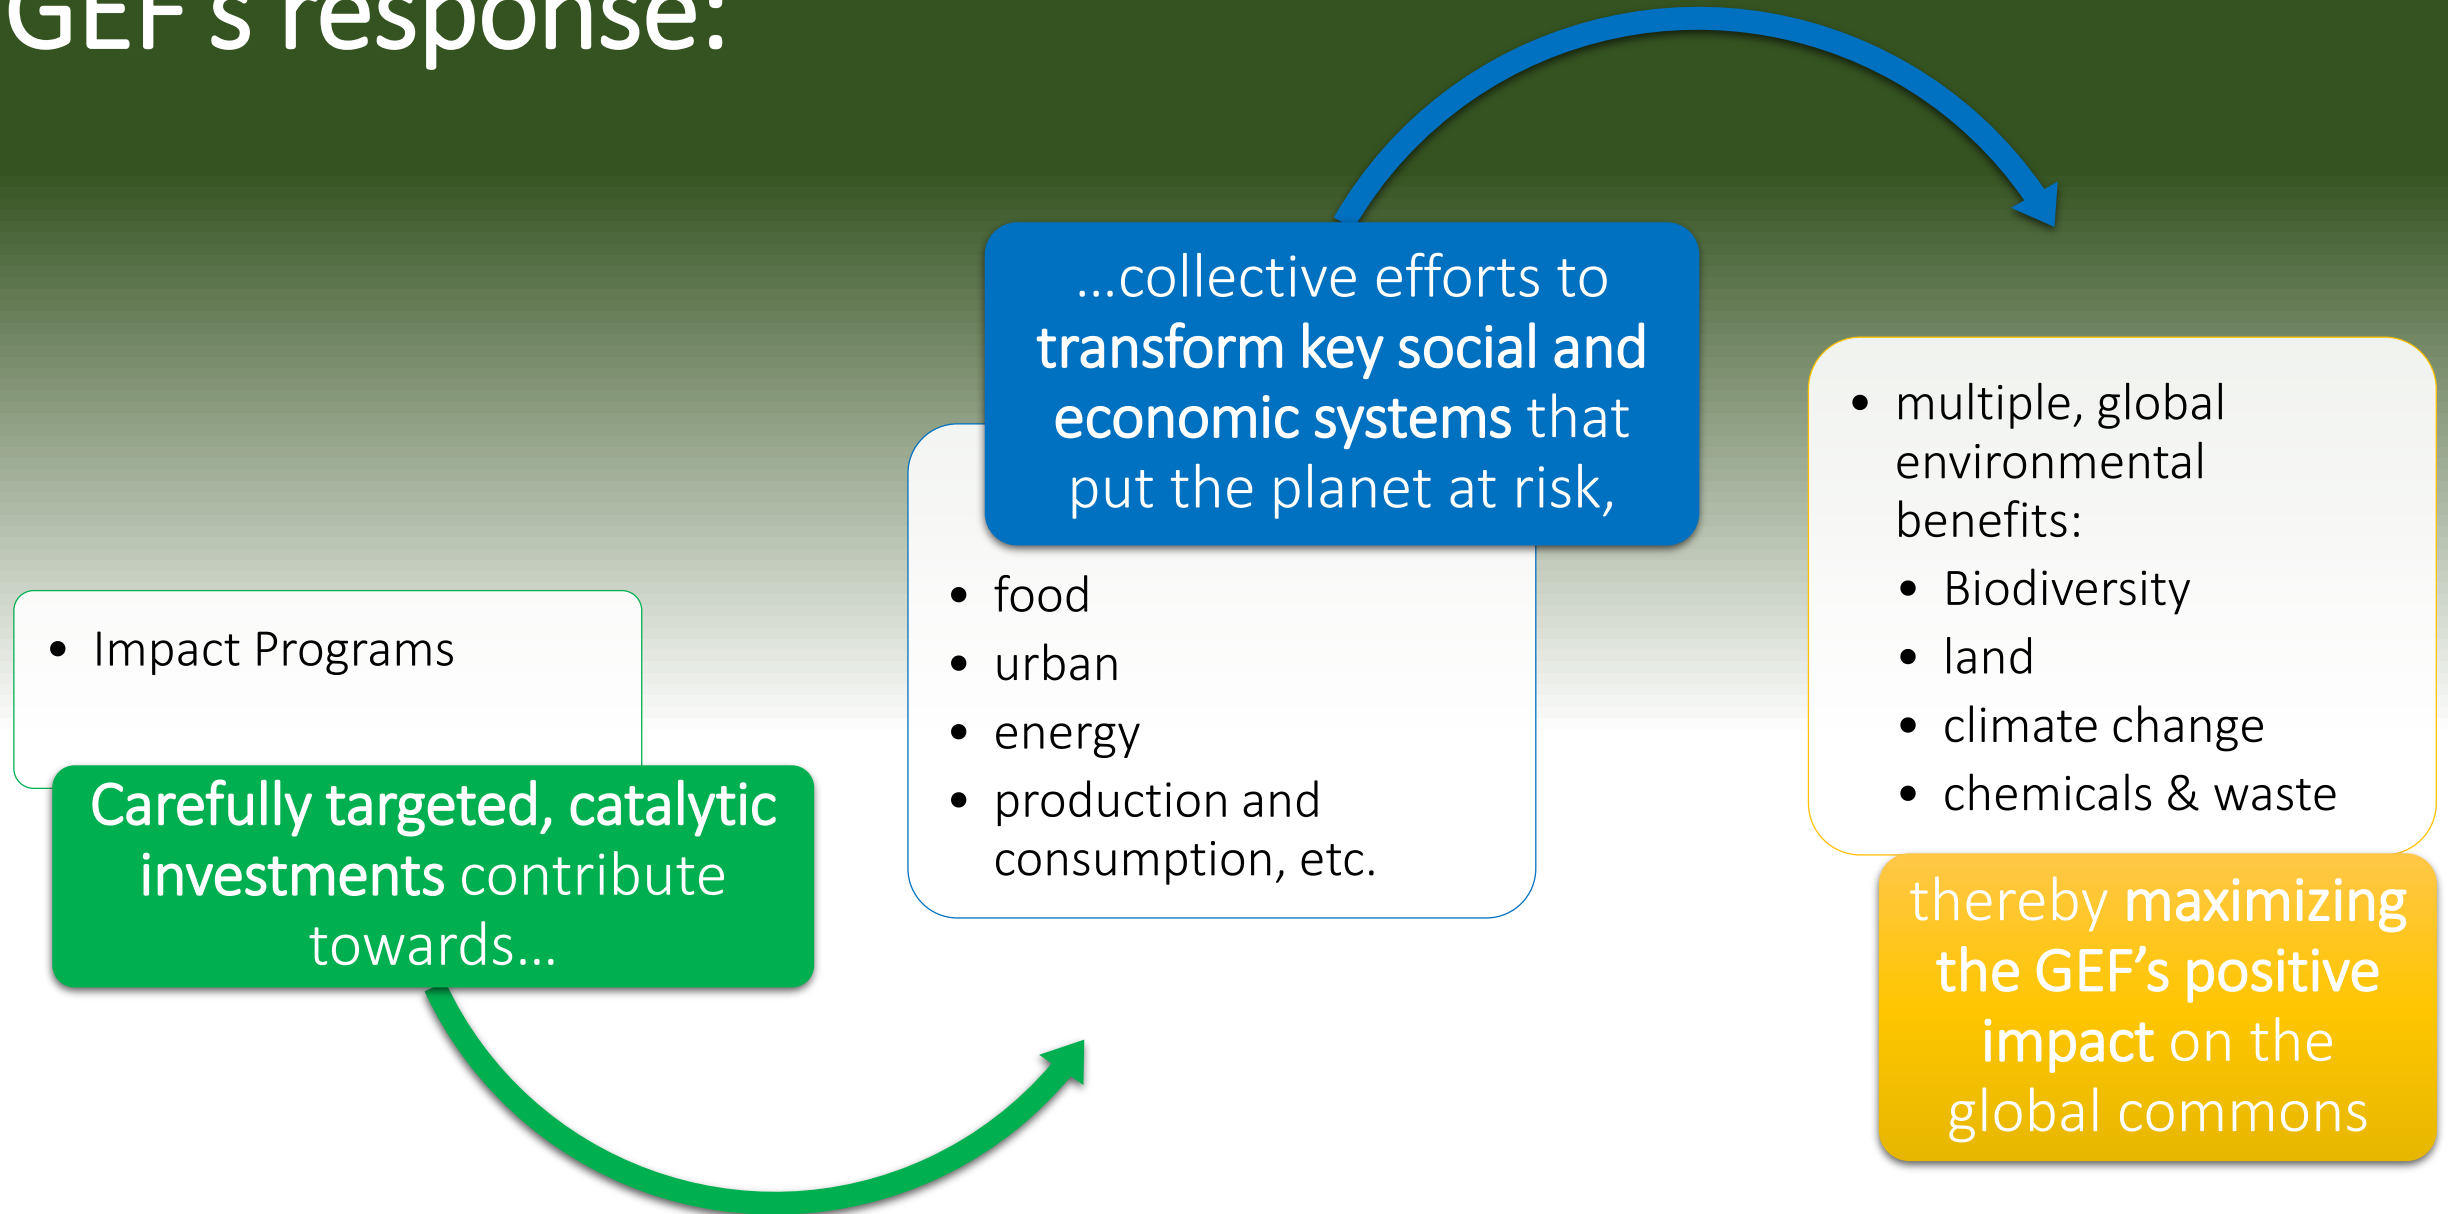 GEF's response:
• Impact Programs
Carefully targeted, catalytic
investments contribute
towards...
...collective efforts to
transform key social and
economic systems that
put the planet at risk,
• food
• urban
• energy
• production and
consumption, etc.
• multiple, global
environmental
benefits:
• Biodiversity
• land
• climate change
• chemicals & waste
thereby maximizing
the GEF’s positive
impact on the
global commons